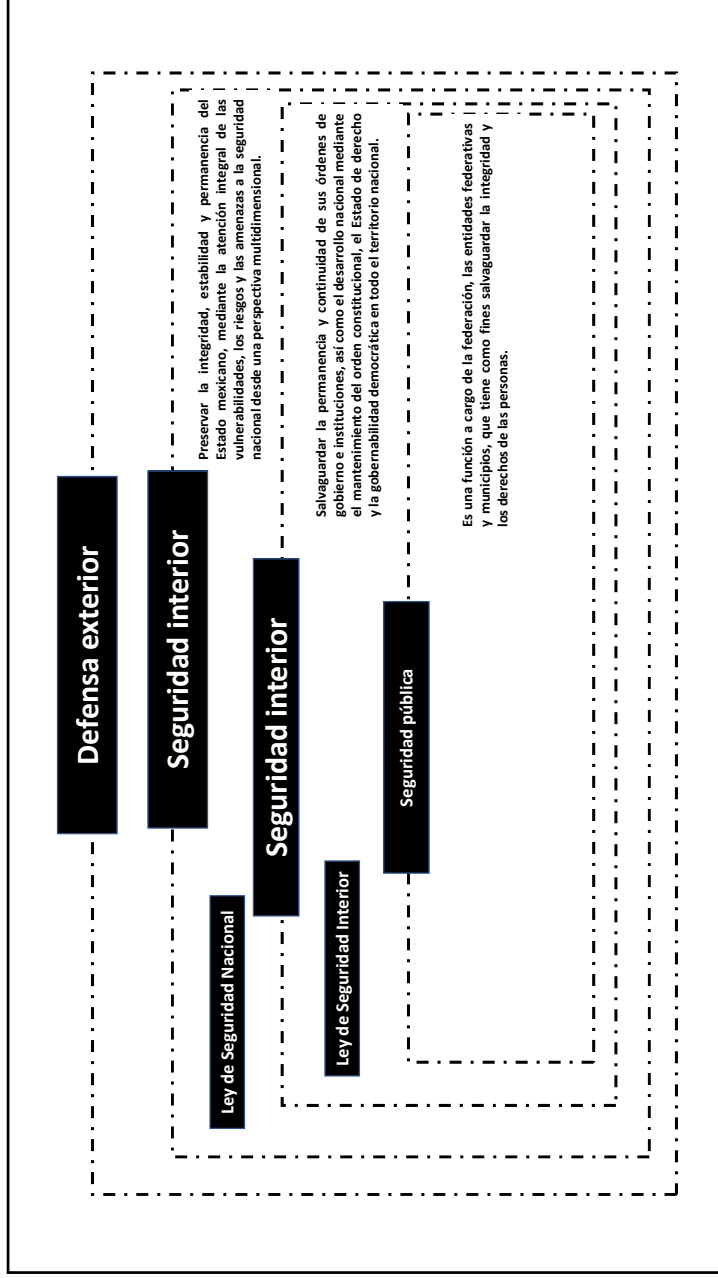 Defensa exterior
Seguridad interior
Ley de Seguridad Nacional
Preservar la integridad, estabilidad y permanencia del
Estado mexicano, mediante la atención integral de las
vulnerabilidades, los riesgos y las amenazas a la seguridad
nacional desde una perspectiva multidimensional.
Seguridad interior
Ley de Seguridad Interior
Salvaguardar la permanencia y continuidad de sus órdenes de
gobierno e instituciones, así como el desarrollo nacional mediante
el mantenimiento del orden constitucional, el Estado de derecho
y la gobernabilidad democrática en todo el territorio nacional.
Seguridad pública
Es una función a cargo de la federación, las entidades federativas
y municipios, que tiene como fines salvaguardar la integridad y
los derechos de las personas.